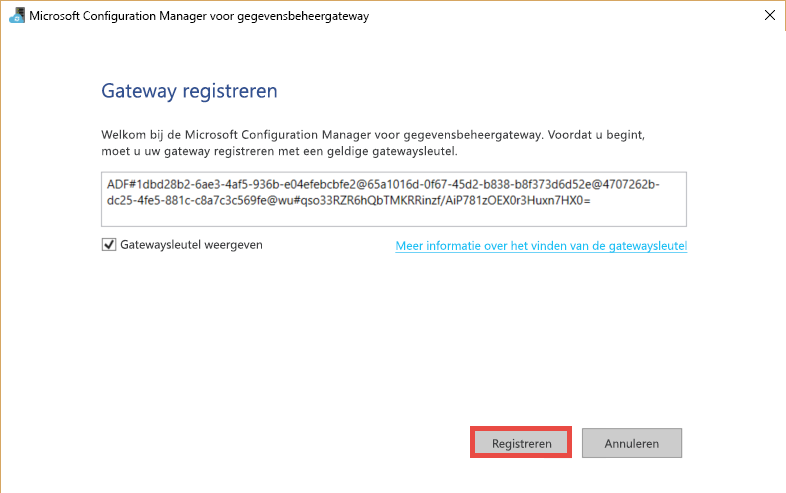 Microsoft Configuration Manager voor gegevensbeheergateway
Gateway registreren
Welkom bij de Microsoft Configuration Manager voor gegevensbeheergateway. Voordat u begint,
moet u uw gateway registreren met een geldige gatewaysleutel.
ADF#1dbd28b2-6ae3-4af5-936b-e04efebcbfe2@65a1016d-0f67-45d2-b838-b8f373d6d52e@4707262b-
dc25-4fe5-881c-c8a7c3c569fe@wu#qso33RZR6hQbTMKRRinzf/AiP781zOEX0r3Huxn7HX0=
Gatewaysleutel weergeven
Meer informatie over het vinden van de gatewaysleutel
Registreren
Annuleren